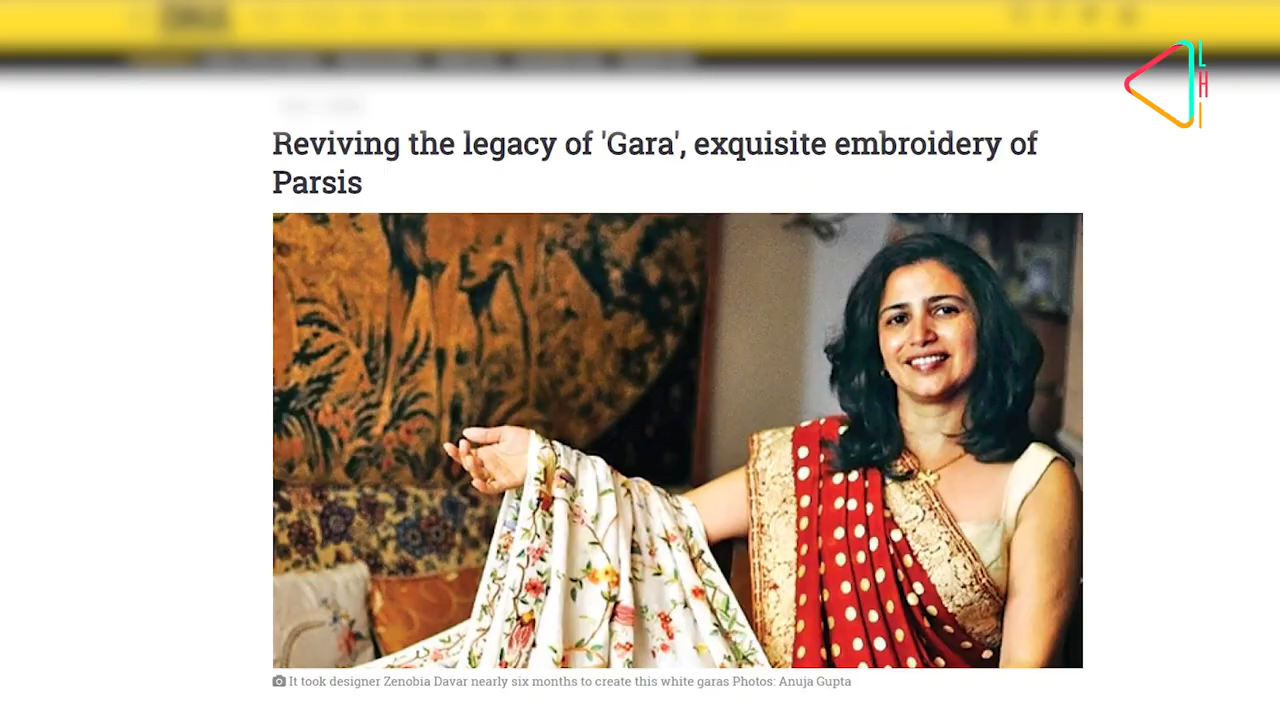 LHI
Reviving the legacy of 'Gara', exquisite embroidery of
Parsis
It took designer Zenobia Davar nearly six months to create this white garas Photos: Anuja Gupta